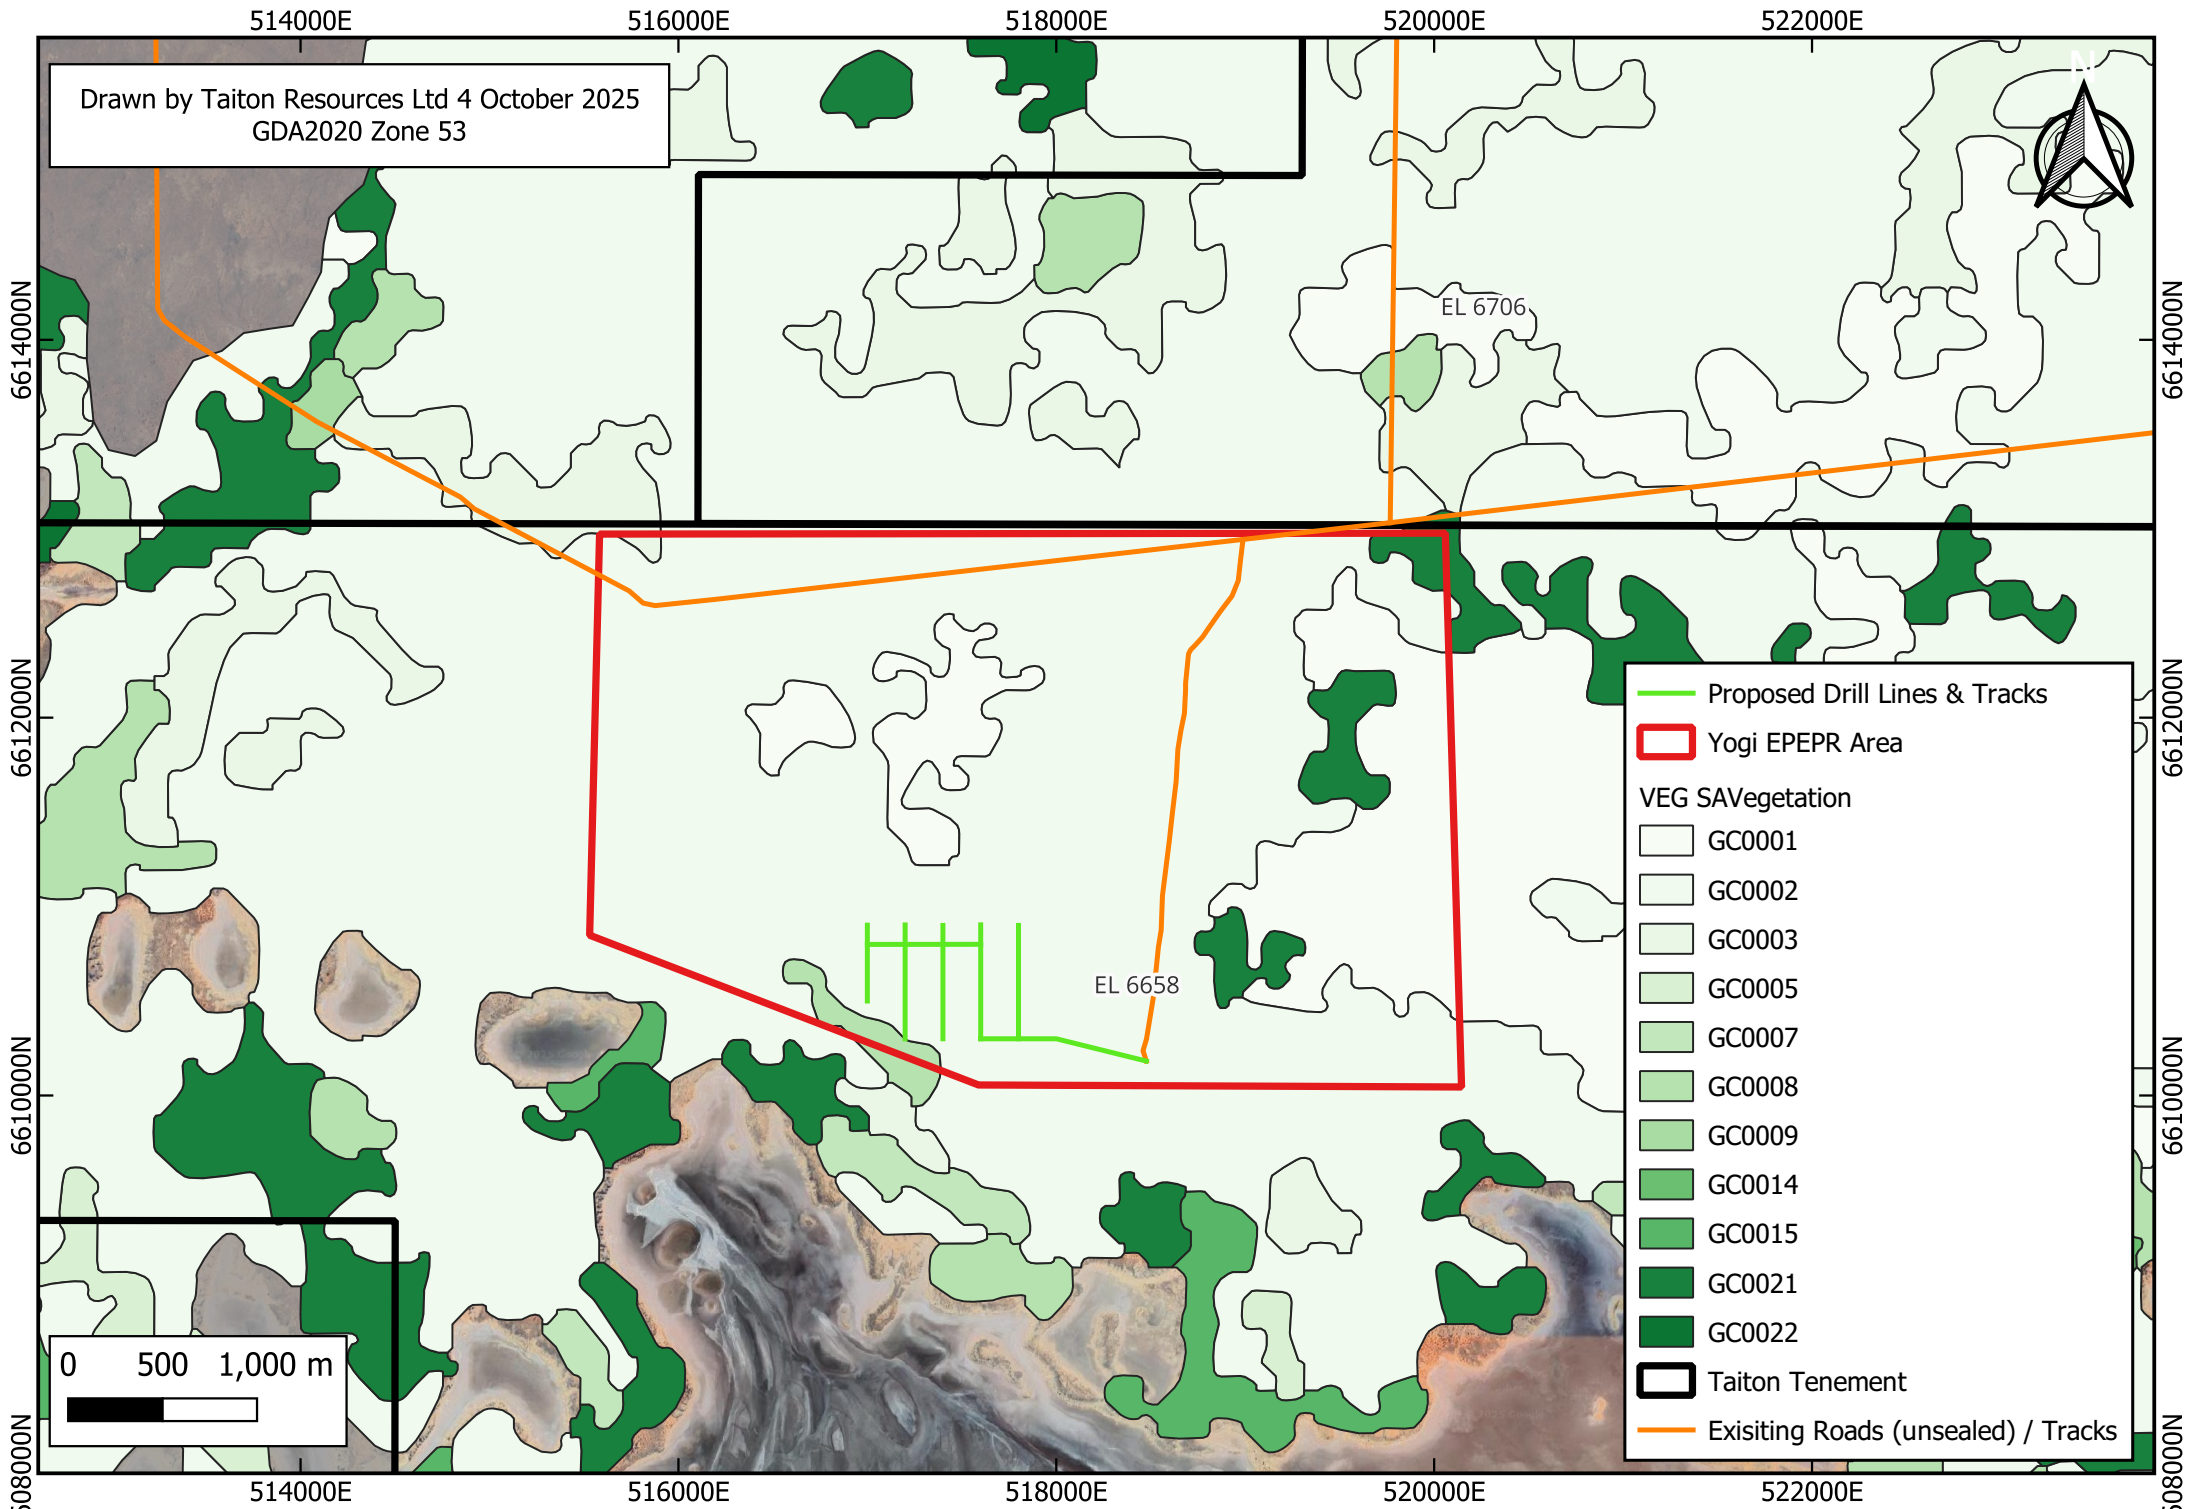 514000E
516000E
518000E
520000E
522000E
Drawn by Taiton Resources Ltd 4 October 2025
GDA2020 Zone 53
N
6614000N
6614000N
EL 6706
6612000N
6612000N
Proposed Drill Lines & Tracks
Yogi EPEPR Area
VEG SAVegetation
GC0001
GC0002
GC0003
GC0005
GC0007
GC0008
GC0009
GC0014
GC0015
GC0021
GC0022
Taiton Tenement
Exisiting Roads (unsealed) / Tracks
EL 6658
6610000N
6610000N
0 500 1,000 m
608000N
608000N
514000E
516000E
518000E
520000E
522000E